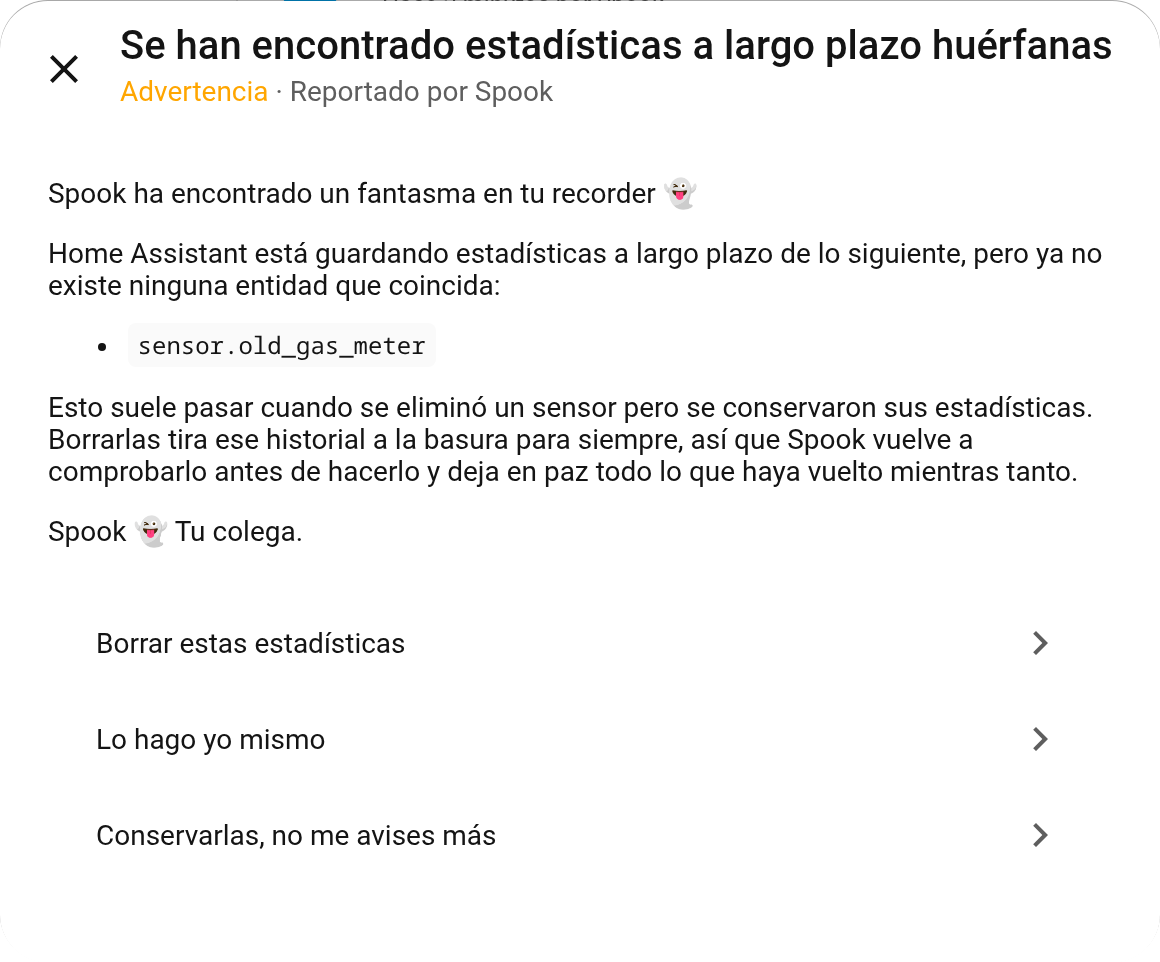 Se han encontrado estadísticas a largo plazo huérfanas
Advertencia · Reportado por Spook
Spook ha encontrado un fantasma en tu recorder 👻
Home Assistant está guardando estadísticas a largo plazo de lo siguiente, pero ya no
existe ninguna entidad que coincida:
• sensor.old_gas_meter
Esto suele pasar cuando se eliminó un sensor pero se conservaron sus estadísticas.
Borrarlas tira ese historial a la basura para siempre, así que Spook vuelve a
comprobarlo antes de hacerlo y deja en paz todo lo que haya vuelto mientras tanto.
Spook 👻 Tu colega.
Borrar estas estadísticas
Lo hago yo mismo
Conservarlas, no me avises más